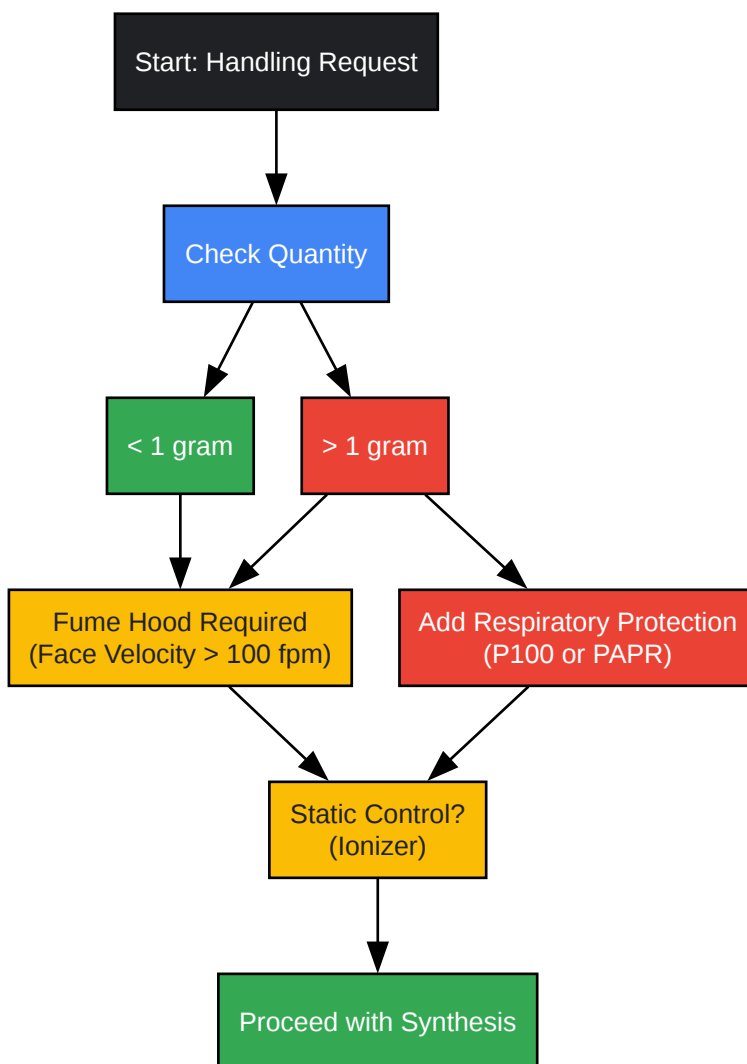 Start: Handling Request
Check Quantity
< 1 gram
> 1 gram
Fume Hood Required
(Face Velocity > 100 fpm)
Add Respiratory Protection
(P100 or PAPR)
Static Control?
(Ionizer)
Proceed with Synthesis